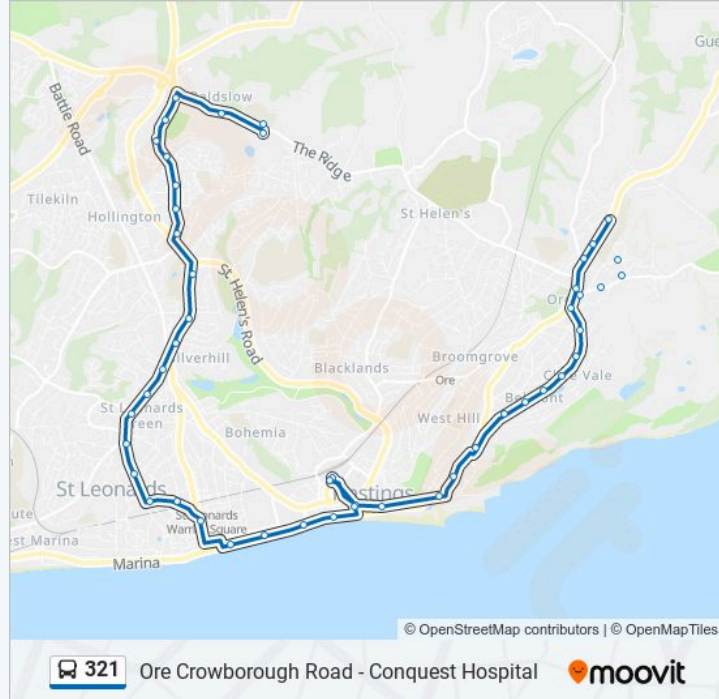 Gue
Baldslow
Battle Road
The Ridge
Tilekiln
Hollington
St Helen's
Ore
St Helen's Road
Silverhill
Blacklands
Broomgrove
Ore
Clive Vale
Belmont
St Leonards
Green
West Hill
Bohemia
St Leonards
Hastings
St Leonards
Warrior Square
est Marina
Marina
© OpenStreetMap contributors | © OpenMapTiles
321 Ore Crowborough Road - Conquest Hospital moovit